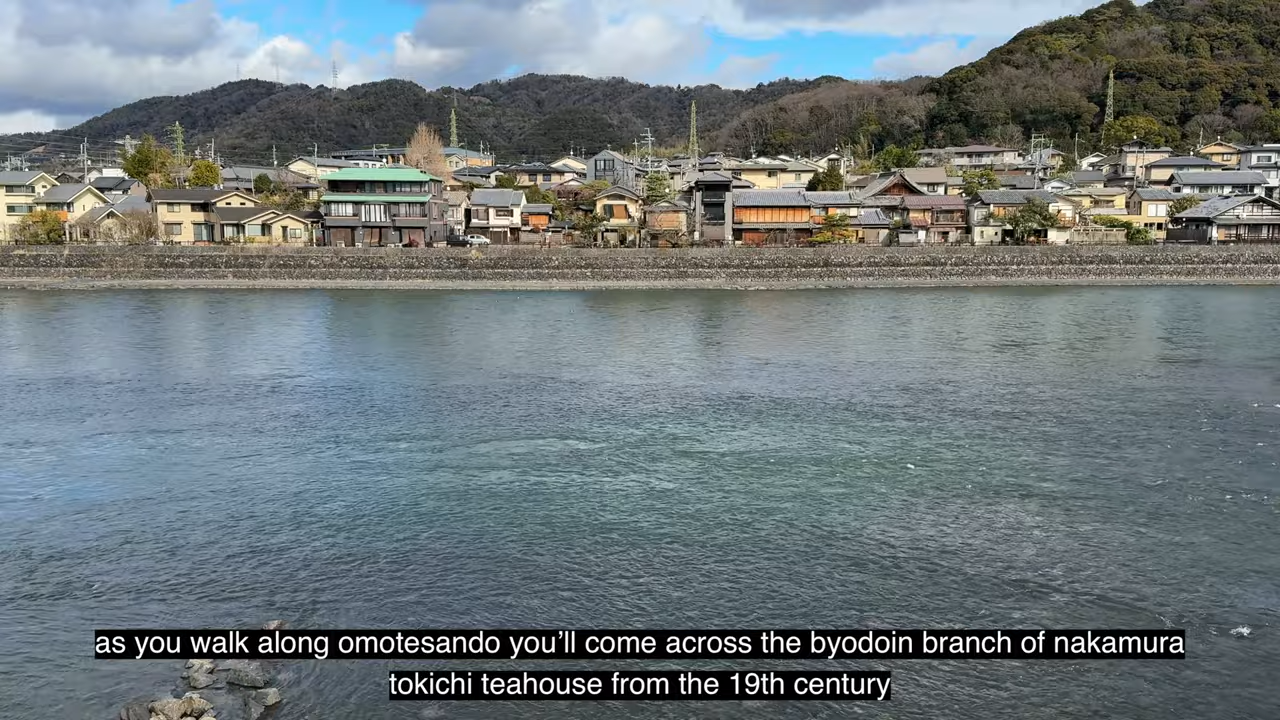 as you walk along omotesando you’ll come across the byodoin branch of nakamura
tokichi teahouse from the 19th century